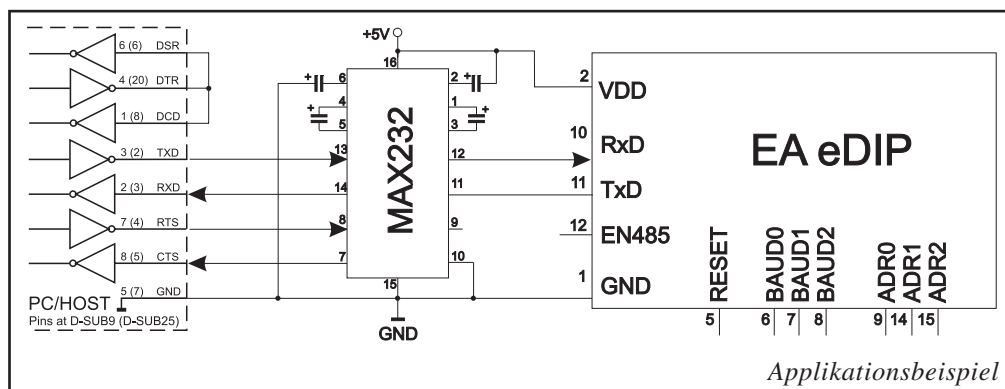 6 (6) DSR
4 (20) DTR
1 (8) DCD
3 (2) TXD
2 (3) RXD
7 (4) RTS
8 (5) CTS
5 (7) GND
PC/HOST
Pins at D-SUB9 (D-SUB25)
+5V
16
6
4
5
13
14
8
7
15
2
1
3
12
11
9
10
MAX232
GND
+
+
+
+
2 VDD
10 RxD
11 TxD
12 EN485
1 GND
EA eDIP
RESET
BAUD0
BAUD1
BAUD2
ADR0
ADR1
ADR2
5
6
7
8
9
14
15
Applikationsbeispiel